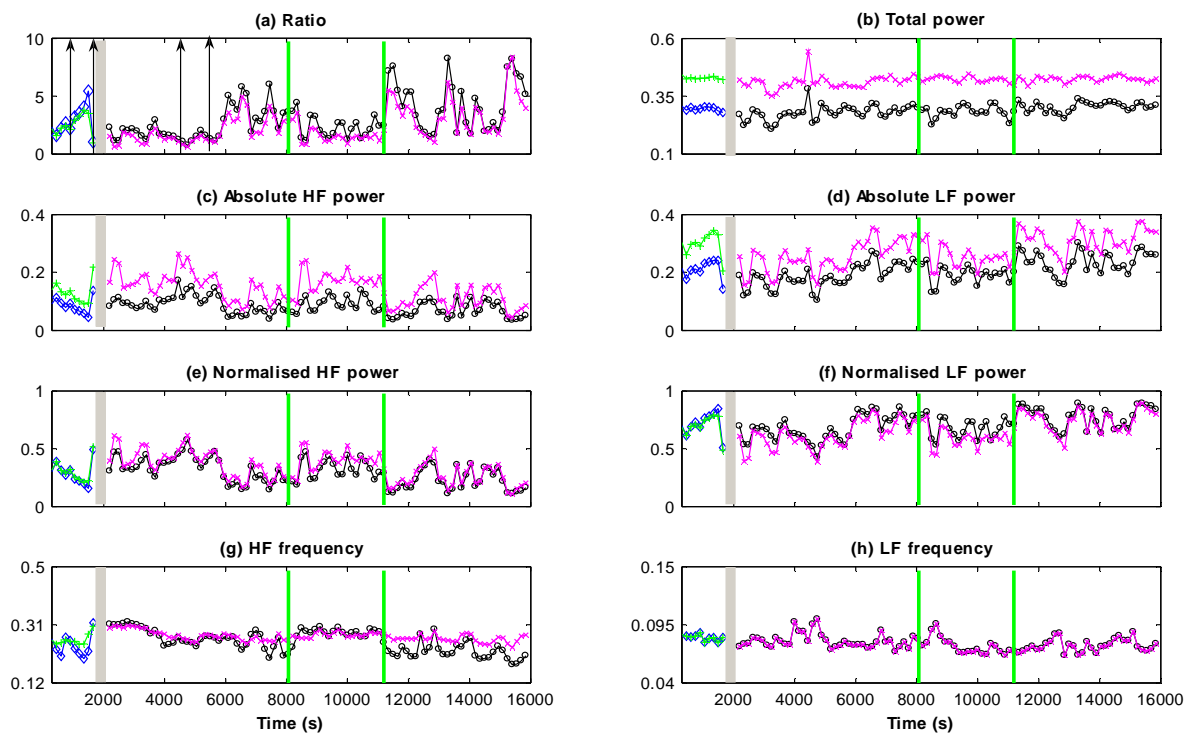 (a) Ratio
10
5
0
(b) Total power
0.6
0.35
0.1
(c) Absolute HF power
0.4
0.2
0
(d) Absolute LF power
0.4
0.2
0
(e) Normalised HF power
1
0.5
0
(f) Normalised LF power
1
0.5
0
(g) HF frequency
0.5
0.31
0.12
2000 4000 6000 8000 10000 12000 14000 16000
Time (s)
(h) LF frequency
0.15
0.095
0.04
2000 4000 6000 8000 10000 12000 14000 16000
Time (s)